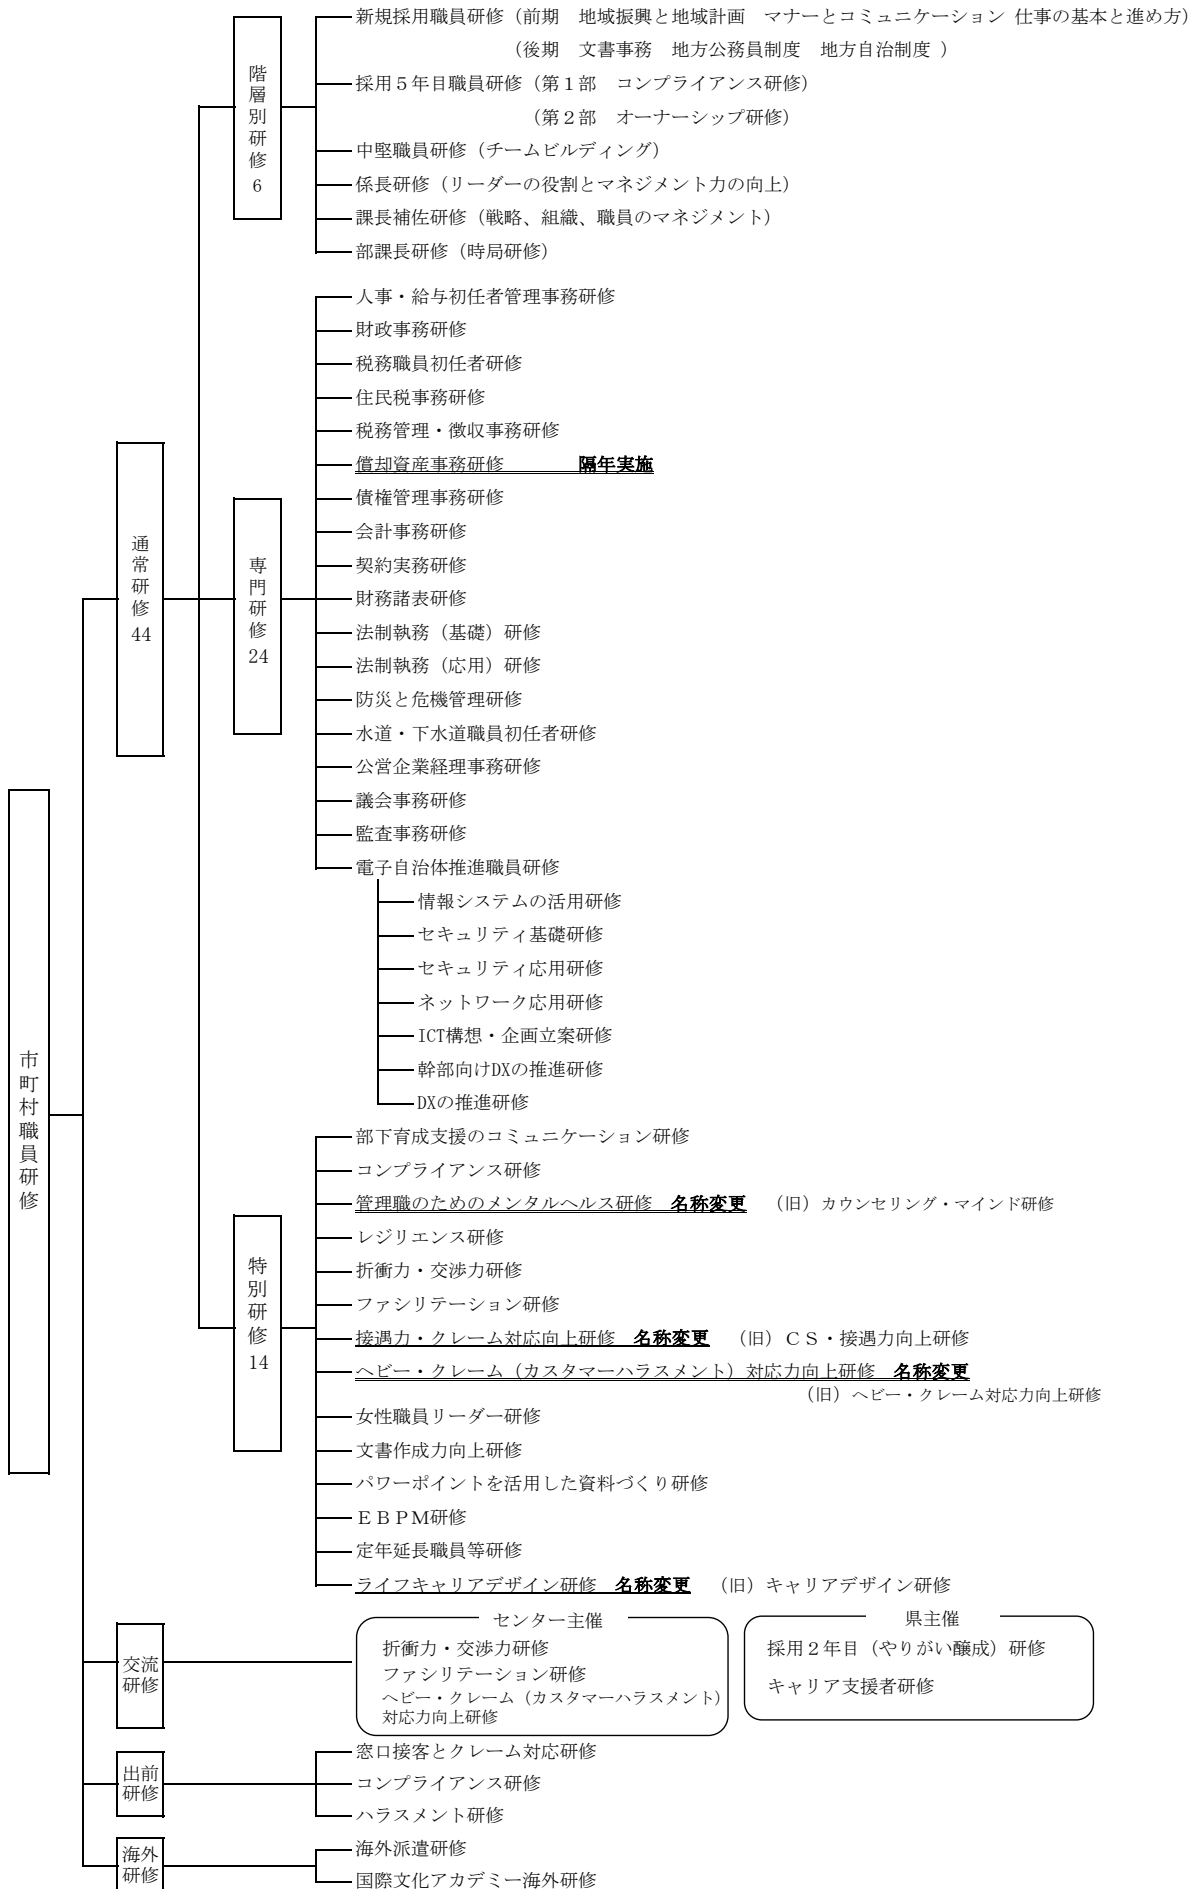 市町村職員研修
通常研修44
階層別研修6
新規採用職員研修（前期　地域振興と地域計画　マナーとコミュニケーション 仕事の基本と進め方）
（後期　文書事務　地方公務員制度　地方自治制度 ）
採用５年目職員研修（第１部　コンプライアンス研修）
（第２部　オーナーシップ研修）
中堅職員研修（チームビルディング）
係長研修（リーダーの役割とマネジメント力の向上）
課長補佐研修（戦略、組織、職員のマネジメント）
部課長研修（時局研修）
専門研修24
人事・給与初任者管理事務研修
財政事務研修
税務職員初任者研修
住民税事務研修
税務管理・徴収事務研修
償却資産事務研修　　　　隔年実施
債権管理事務研修
会計事務研修
契約実務研修
財務諸表研修
法制執務（基礎）研修
法制執務（応用）研修
防災と危機管理研修
水道・下水道職員初任者研修
公営企業経理事務研修
議会事務研修
監査事務研修
電子自治体推進職員研修
情報システムの活用研修
セキュリティ基礎研修
セキュリティ応用研修
ネットワーク応用研修
ICT構想・企画立案研修
幹部向けDXの推進研修
DXの推進研修
特別研修14
部下育成支援のコミュニケーション研修
コンプライアンス研修
管理職のためのメンタルヘルス研修　名称変更　（旧）カウンセリング・マインド研修
レジリエンス研修
折衝力・交渉力研修
ファシリテーション研修
接遇力・クレーム対応向上研修　名称変更　（旧）ＣＳ・接遇力向上研修
ヘビー・クレーム（カスタマーハラスメント）対応力向上研修　名称変更
（旧）ヘビー・クレーム対応力向上研修
女性職員リーダー研修
文書作成力向上研修
パワーポイントを活用した資料づくり研修
ＥＢＰＭ研修
定年延長職員等研修
ライフキャリアデザイン研修　名称変更　（旧）キャリアデザイン研修
交流
研修
センター主催
折衝力・交渉力研修
ファシリテーション研修
ヘビー・クレーム（カスタマーハラスメント）
対応力向上研修
県主催
採用２年目（やりがい醸成）研修
キャリア支援者研修
出前
研修
窓口接客とクレーム対応研修
コンプライアンス研修
ハラスメント研修
海外
研修
海外派遣研修
国際文化アカデミー海外研修